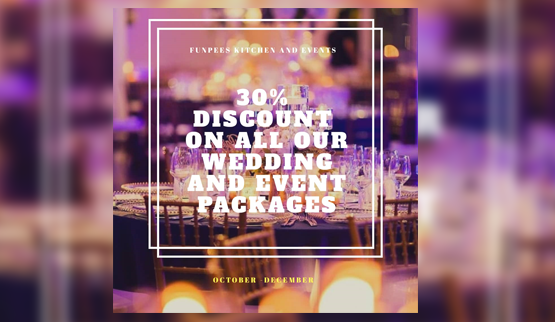 FUNPEES KITCHEN AND EVENTS
30%
DISCOUNT
ON ALL OUR
WEDDING
AND EVENT
PACKAGES
OCTOBER DECEMBER